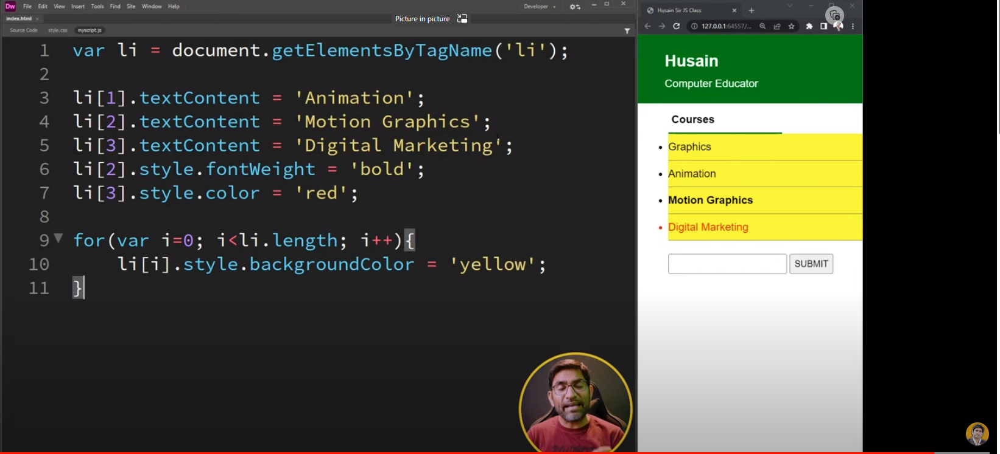 Dw File Edit View Insert Tools Find Site Window Help
Developer
index.html ×
Picture in picture
Source Code style.css myscript.js
1 var li = document.getElementsByTagName('li');
2
3 li[1].textContent = 'Animation';
4 li[2].textContent = 'Motion Graphics';
5 li[3].textContent = 'Digital Marketing';
6 li[2].style.fontWeight = 'bold';
7 li[3].style.color = 'red';
8
9 for(var i=0; i<li.length; i++){
10 li[i].style.backgroundColor = 'yellow';
11 }
Husain Sir JS Class
127.0.0.1:64557/...
Husain
Computer Educator
Courses
Graphics
Animation
Motion Graphics
Digital Marketing
SUBMIT